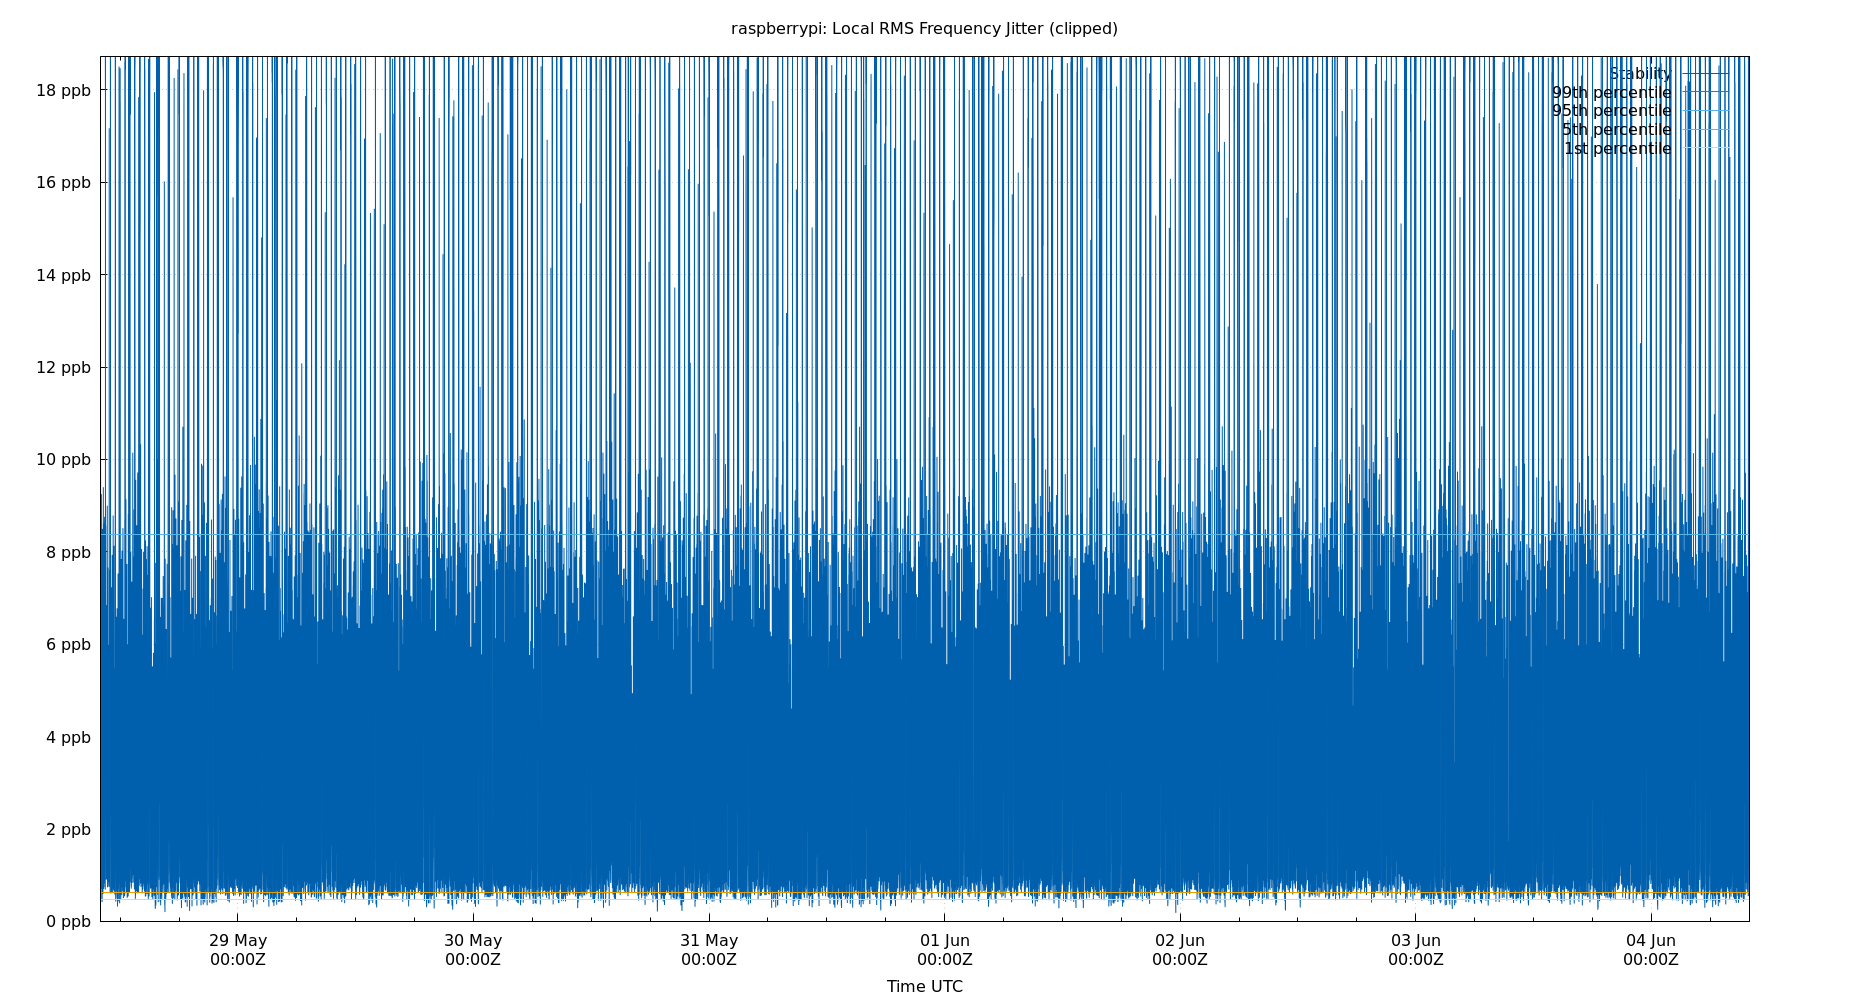 raspberrypi: Local RMS Frequency Jitter (clipped)
18 ppb
16 ppb
14 ppb
12 ppb
10 ppb
8 ppb
6 ppb
4 ppb
2 ppb
0 ppb
Stability
99th percentile
95th percentile
5th percentile
1st percentile
29 May
00:00Z
30 May
00:00Z
31 May
00:00Z
01 Jun
00:00Z
02 Jun
00:00Z
03 Jun
00:00Z
04 Jun
00:00Z
Time UTC